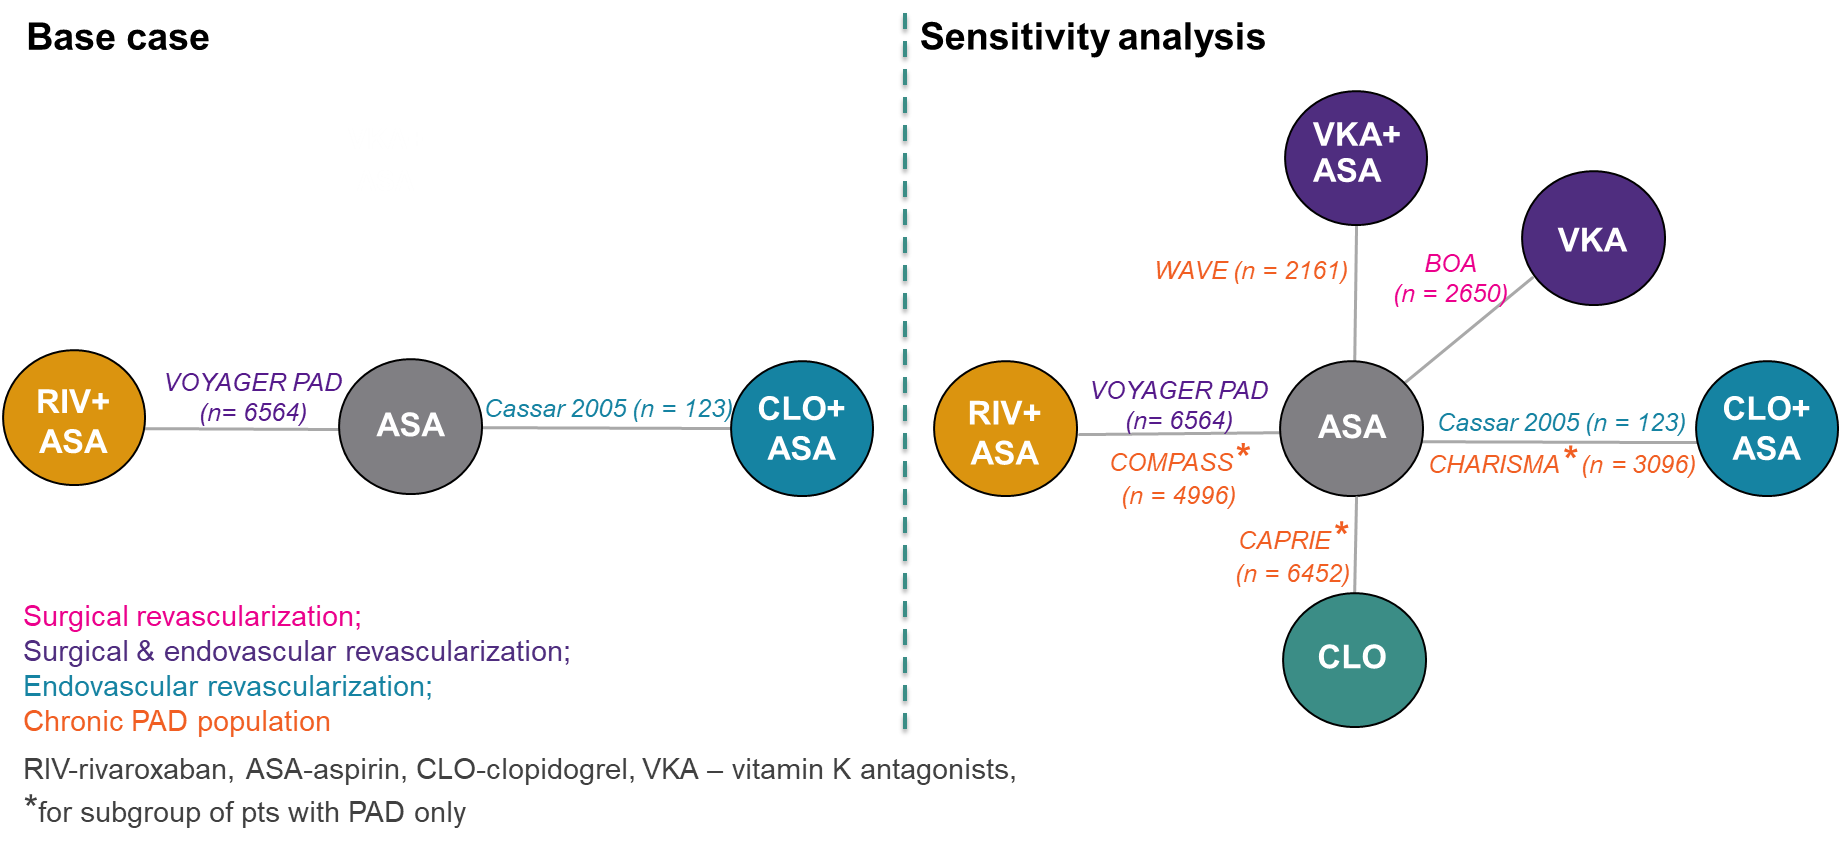 Base case
RIV+
ASA
VOYAGER PAD
(n= 6564)
ASA
Cassar 2005 (n = 123)
CLO+
ASA
Sensitivity analysis
VKA+
ASA
VKA
WAVE (n = 2161)
BOA
(n = 2650)
RIV+
ASA
VOYAGER PAD
(n= 6564)
COMPASS*
(n = 4996)
ASA
Cassar 2005 (n = 123)
CHARISMA* (n = 3096)
CLO+
ASA
CAPRIE*
(n = 6452)
CLO
Surgical revascularization;
Surgical & endovascular revascularization;
Endovascular revascularization;
Chronic PAD population
RIV-rivaroxaban, ASA-aspirin, CLO-clopidogrel, VKA – vitamin K antagonists,
*for subgroup of pts with PAD only